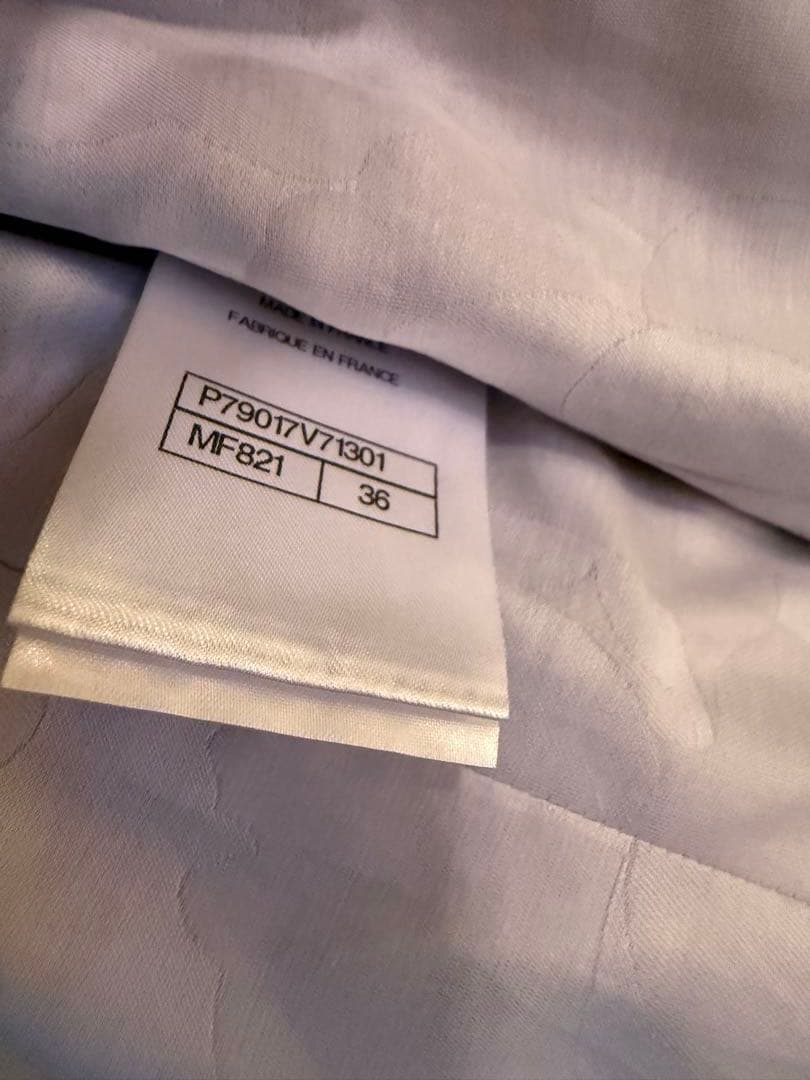 MADE IN FRANCE
FABRIQUE EN FRANCE
P79017V71301
MF821
36